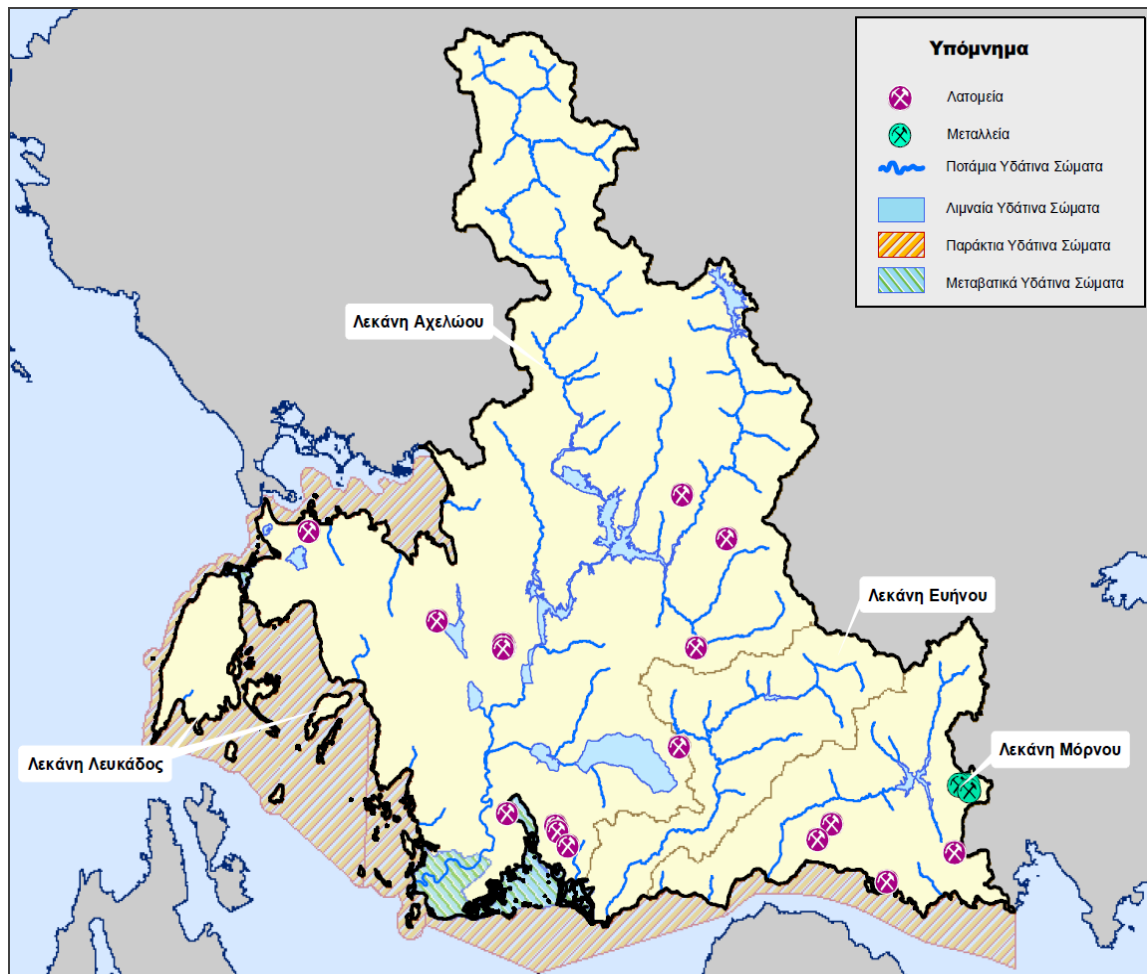 Υπόμνημα
Λατομεία
Μεταλλεία
Ποτάμια Υδάτινα Σώματα
Λιμναία Υδάτινα Σώματα
Παράκτια Υδάτινα Σώματα
Μεταβατικά Υδάτινα Σώματα
Λεκάνη Αχελώου
Λεκάνη Ευήνου
Λεκάνη Μόρνου
Λεκάνη Λευκάδος